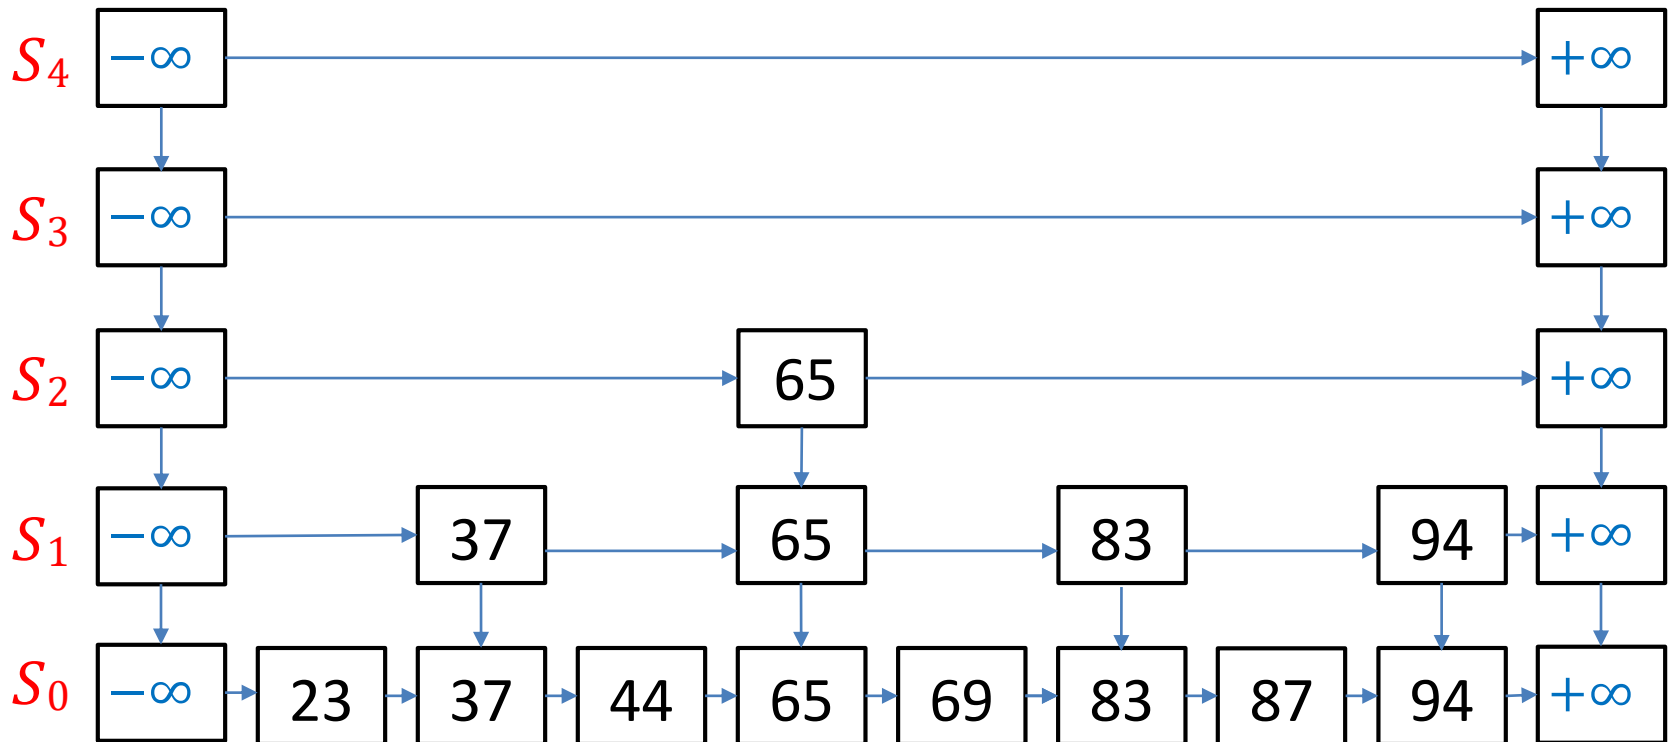 S4 −∞ +∞
S3 −∞ +∞
S2 −∞ 65 +∞
S1 −∞ 37 65 83 94 +∞
S0 −∞ 23 37 44 65 69 83 87 94 +∞